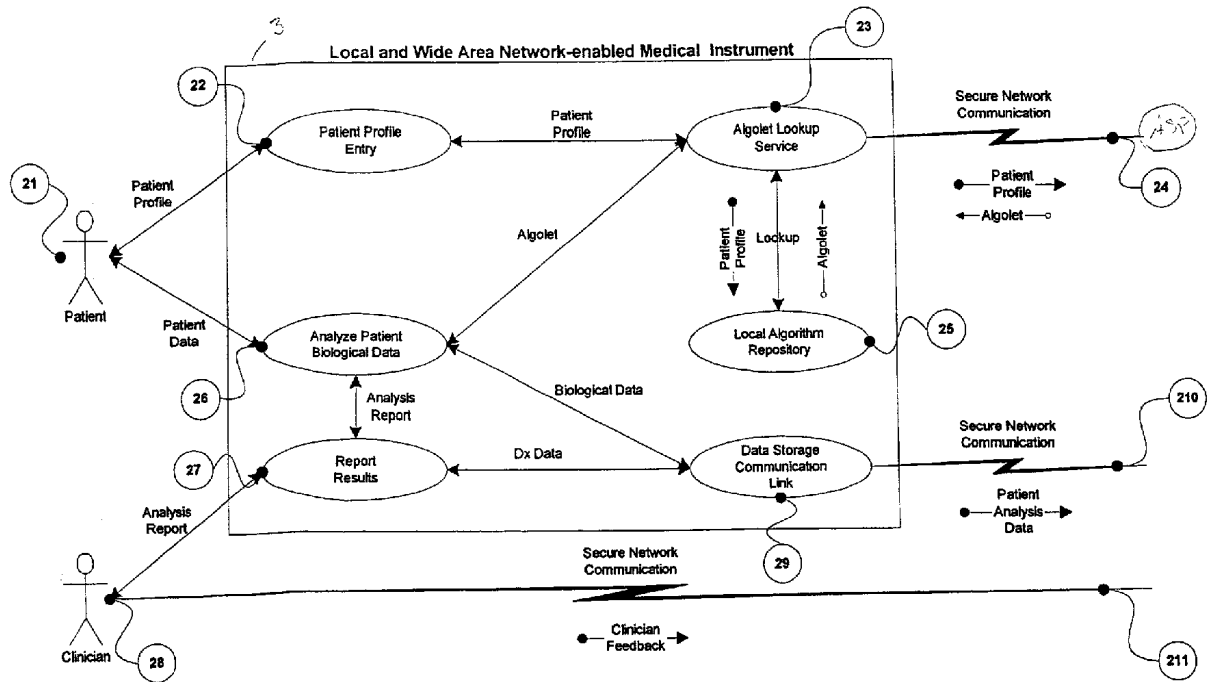 3
Local and Wide Area Network-enabled Medical Instrument
23
22
Patient Profile
Entry
Patient
Profile
Algolet Lookup
Service
Secure Network
Communication
ASP
24
21
Patient
Profile
Patient
Profile
Algolet
Algolet
Patient
Profile
Lookup
Algolet
Patient
Patient
Data
Analyze Patient
Biological Data
Local Algorithm
Repository
25
26
Biological Data
Analysis
Report
210
Secure Network
Communication
27
Report
Results
Dx Data
Data Storage
Communication
Link
Analysis
Report
Patient
Analysis
Data
29
Secure Network
Communication
Clinician
28
Clinician
Feedback
211